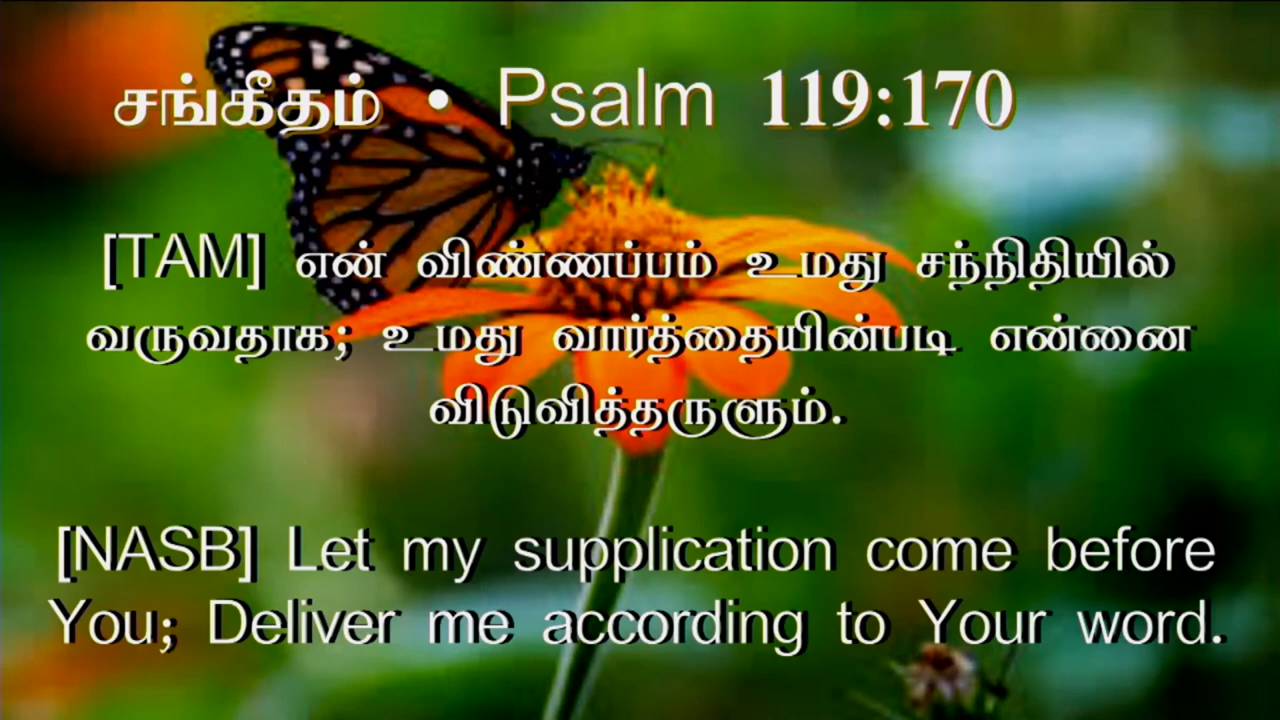 சங்கீதம் • Psalm 119:170
[TAM] என் விண்ணப்பம் உமது சந்நிதியில்
வருவதாக; உமது வார்த்தையின்படி என்னை
விடுவித்தருளும்.
[NASB] Let my supplication come before
You; Deliver me according to Your word.